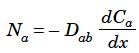 N_a = − D_ab dC_a/dx